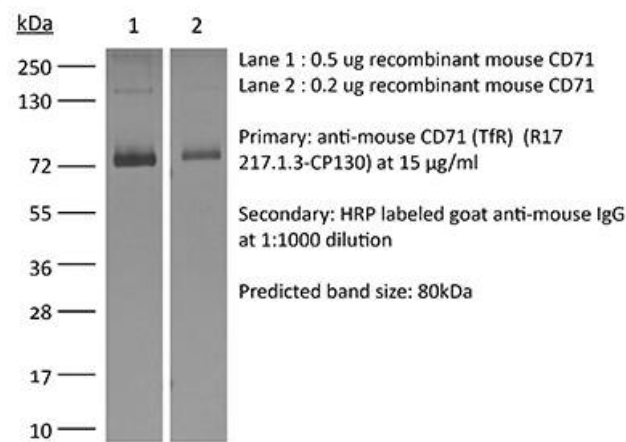 kDa
1 2
250
130
72
55
36
28
17
10
Lane 1 : 0.5 ug recombinant mouse CD71
Lane 2 : 0.2 ug recombinant mouse CD71
Primary: anti-mouse CD71 (TfR) (R17
217.1.3-CP130) at 15 µg/ml
Secondary: HRP labeled goat anti-mouse IgG
at 1:1000 dilution
Predicted band size: 80kDa